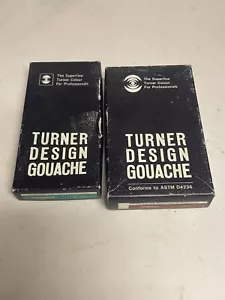 The Superfine
Turner Colour
For Professionals
TURNER
DESIGN
GOUACHE
The Superfine
Turner Colour
For Professionals
TURNER
DESIGN
GOUACHE
Conforms to ASTM D4236